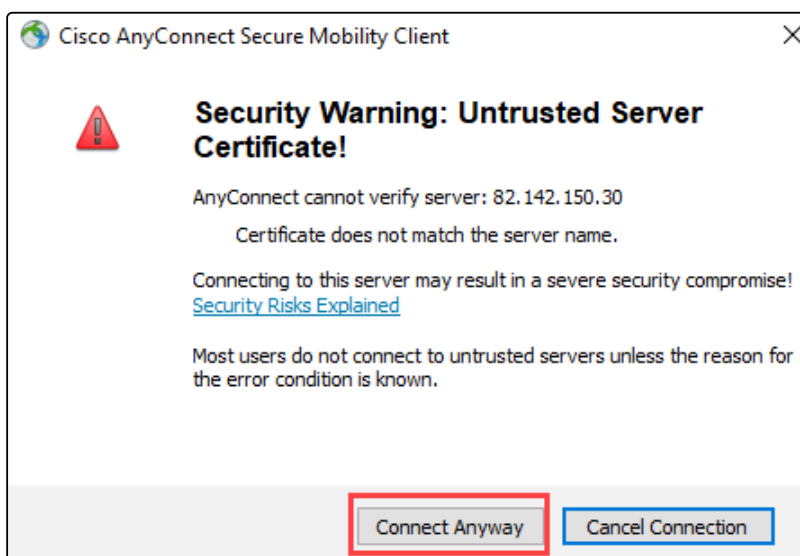 Cisco AnyConnect Secure Mobility Client
Security Warning: Untrusted Server
Certificate!
AnyConnect cannot verify server: 82.142.150.30
Certificate does not match the server name.
Connecting to this server may result in a severe security compromise!
Security Risks Explained
Most users do not connect to untrusted servers unless the reason for
the error condition is known.
Connect Anyway
Cancel Connection